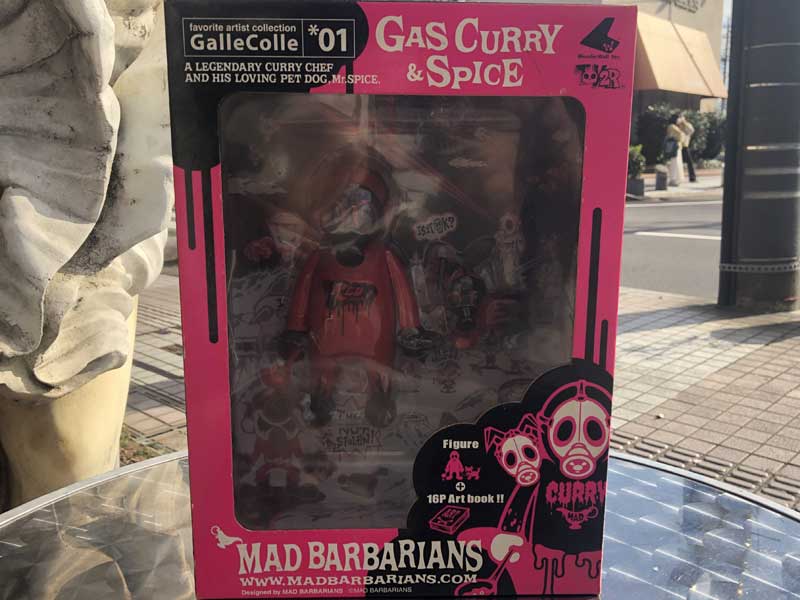 favorite artist collection
GalleColle *01
A LEGENDARY CURRY CHEF
AND HIS LOVING PET DOG, Mr.SPICE.
GAS CURRY
& SPICE
Figure
+
16P Art book !!
CURRY
MAD
MAD BARBARIANS
WWW.MADBARBARIANS.COM
Designed by MAD BARBARIANS ©MAD BARBARIANS